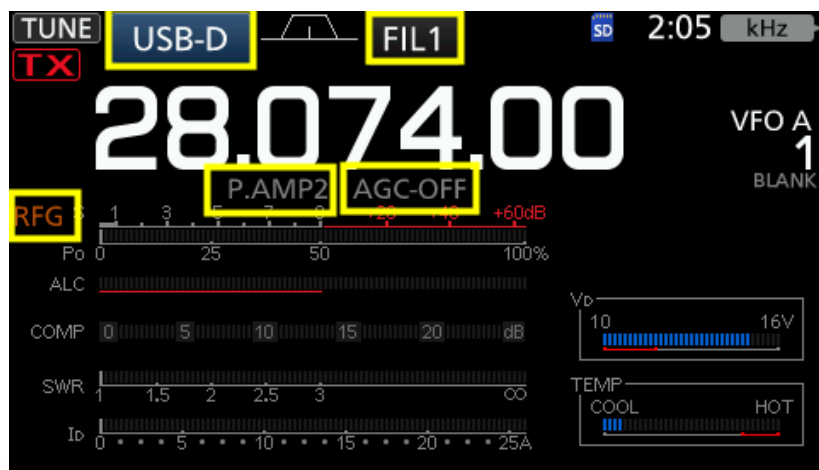 TUNE USB-D FIL1 SD 2:05 kHz
TX
28.074.00 VFO A
1
P.AMP2 AGC-OFF BLANK
RFG S 1 3 5 7 9 +20 +40 +60dB
Po 0 25 50 100%
ALC
COMP 0 5 10 15 20 dB
SWR 1 1.5 2 2.5 3 ∞
ID 0 5 10 15 20 25A
VD
10 16V
TEMP
COOL HOT